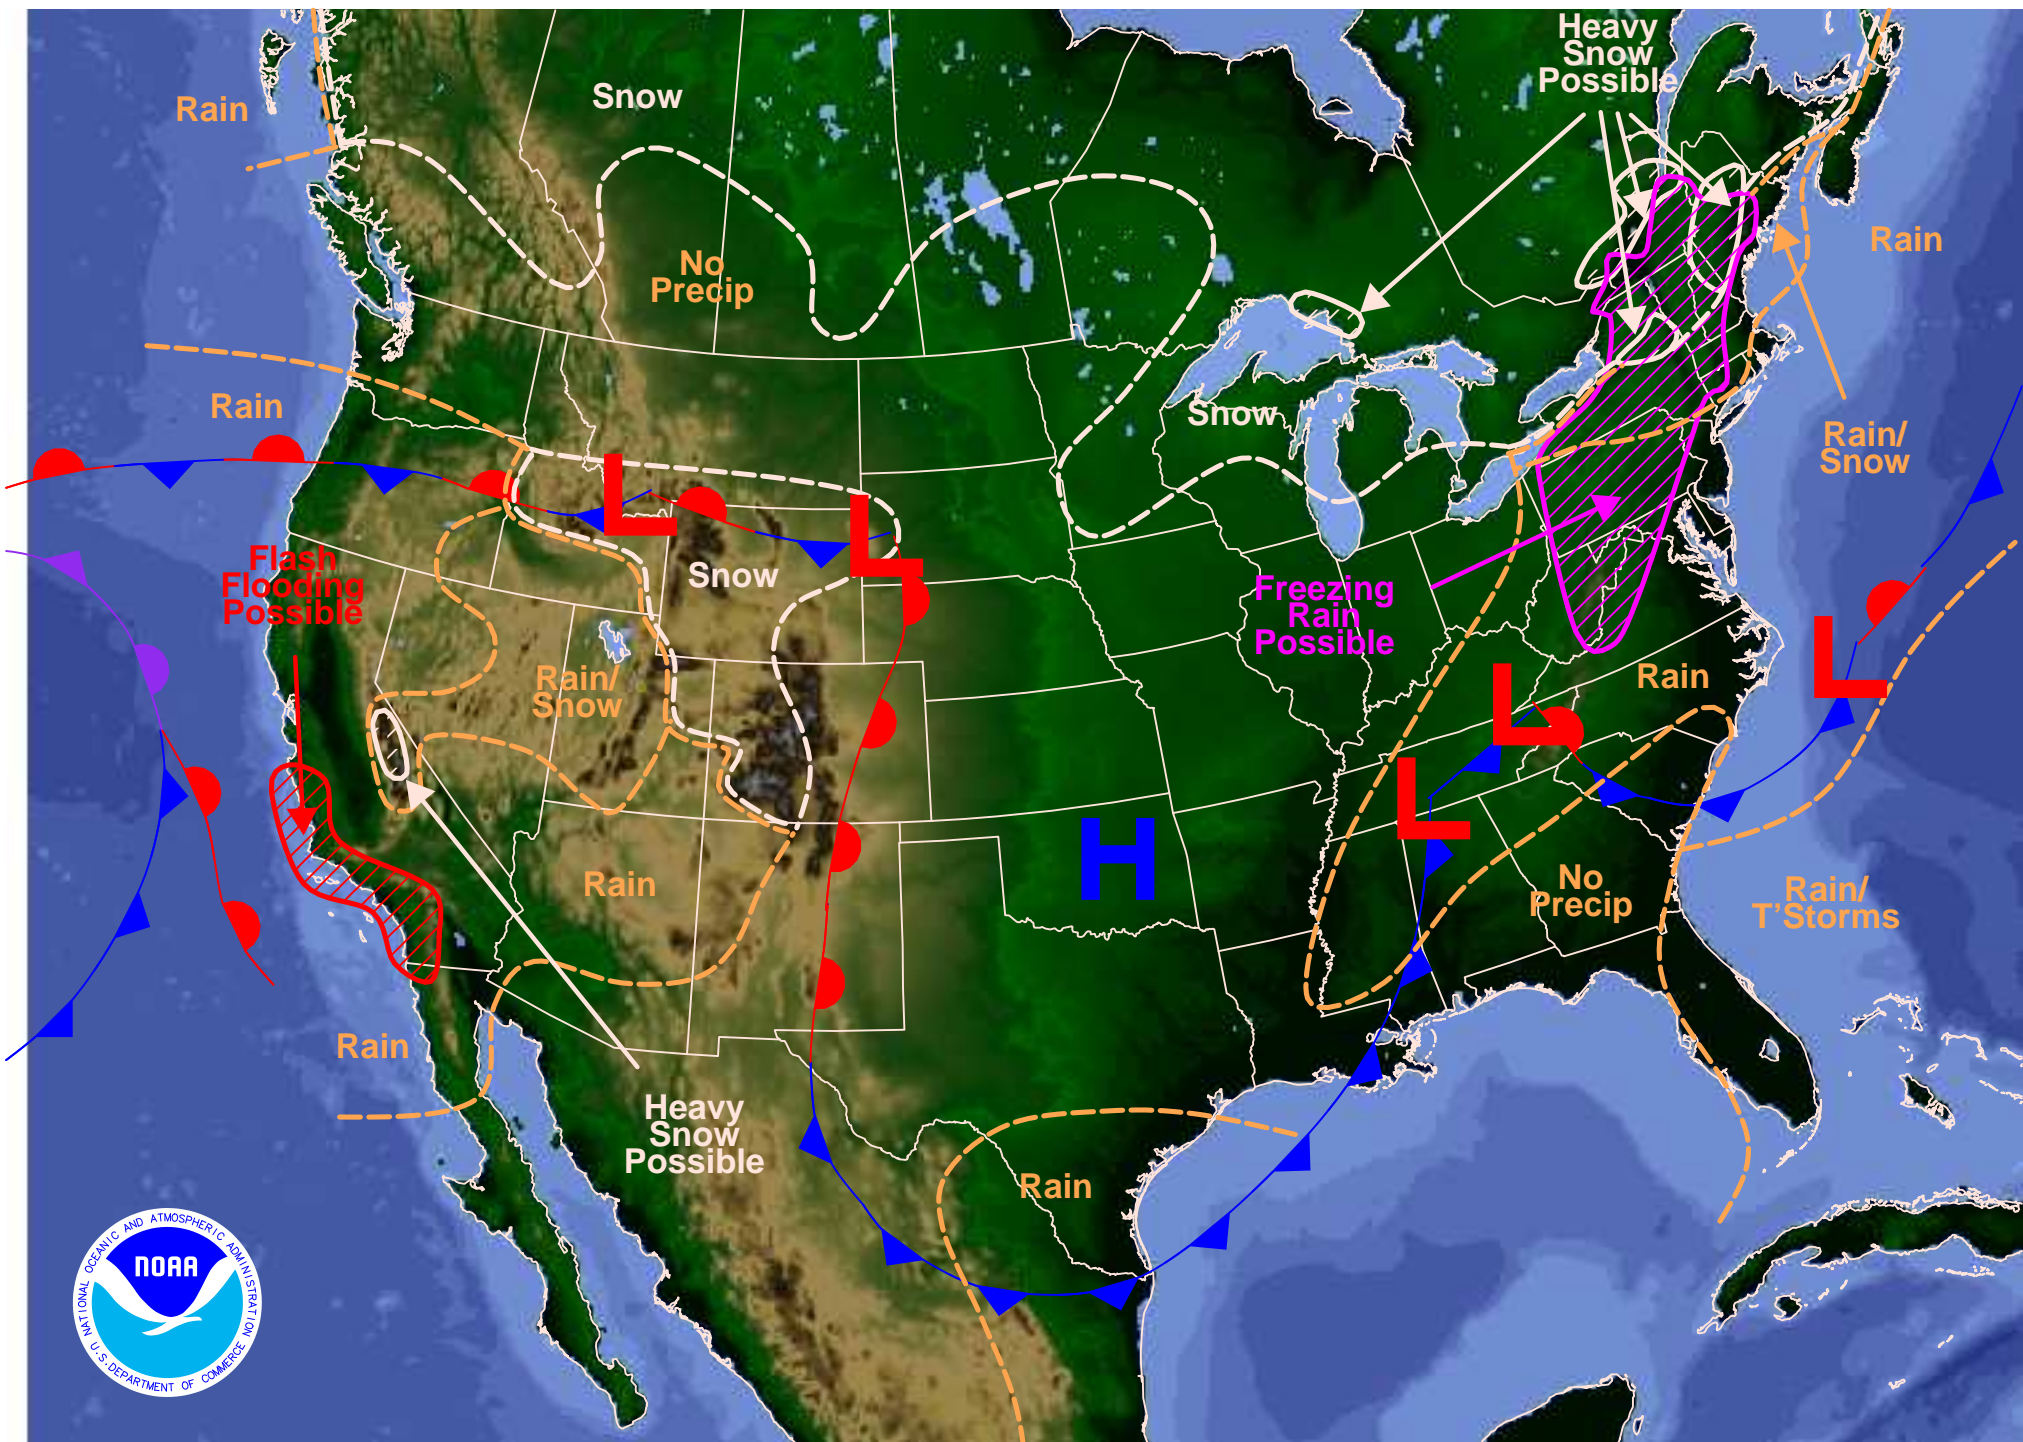 Heavy
Snow
Possible
Rain
Snow
Rain
No
Precip
Rain
Snow
Rain/
Snow
L
L
Flash
Flooding
Possible
Snow
Freezing
Rain
Possible
L
L
Rain/
Snow
Rain
L
H
Rain
No
Precip
Rain/
T'Storms
Rain
Heavy
Snow
Possible
Rain
NATIONAL OCEANIC AND ATMOSPHERIC ADMINISTRATION
NOAA
U.S. DEPARTMENT OF COMMERCE